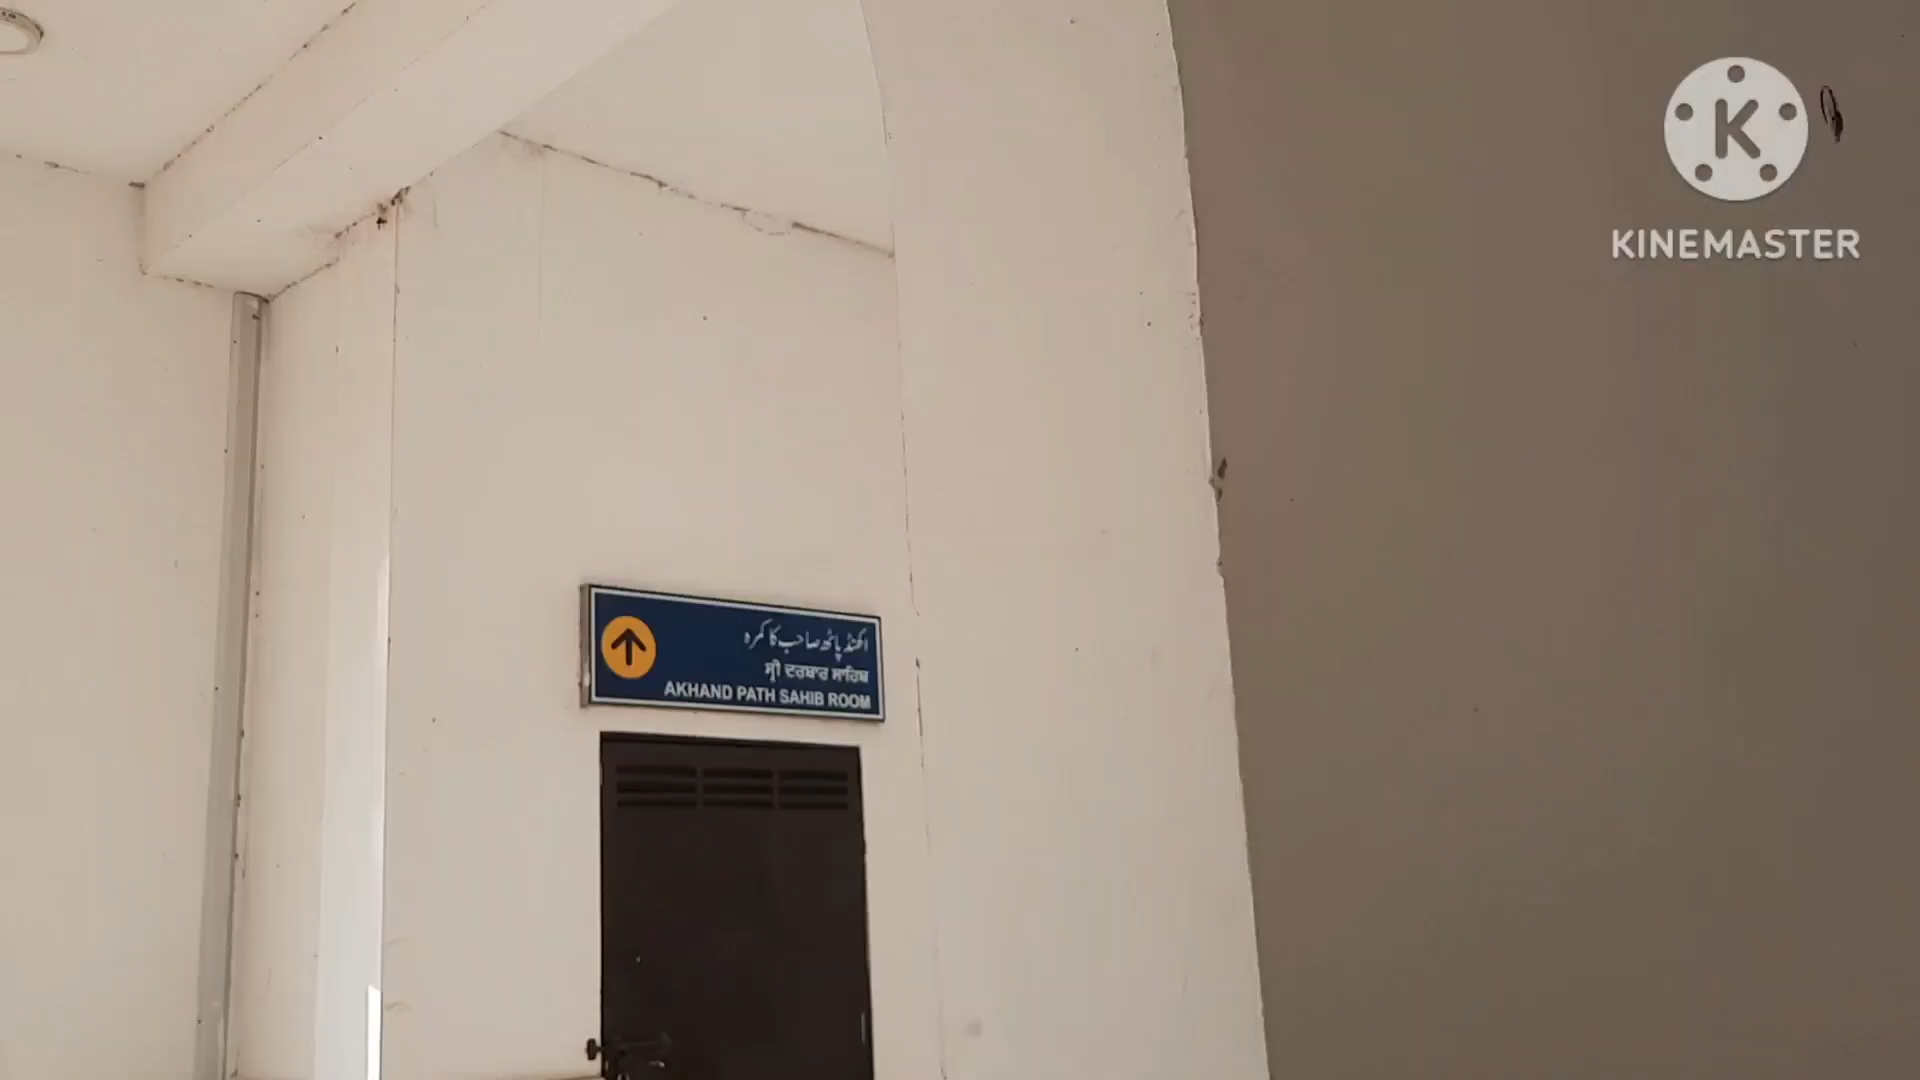 اکھنڈ پاٹھ صاحب کا کمرہ
ਸ੍ਰੀ ਦਰਬਾਰ ਸਾਹਿਬ
AKHAND PATH SAHIB ROOM
K
KINEMASTER